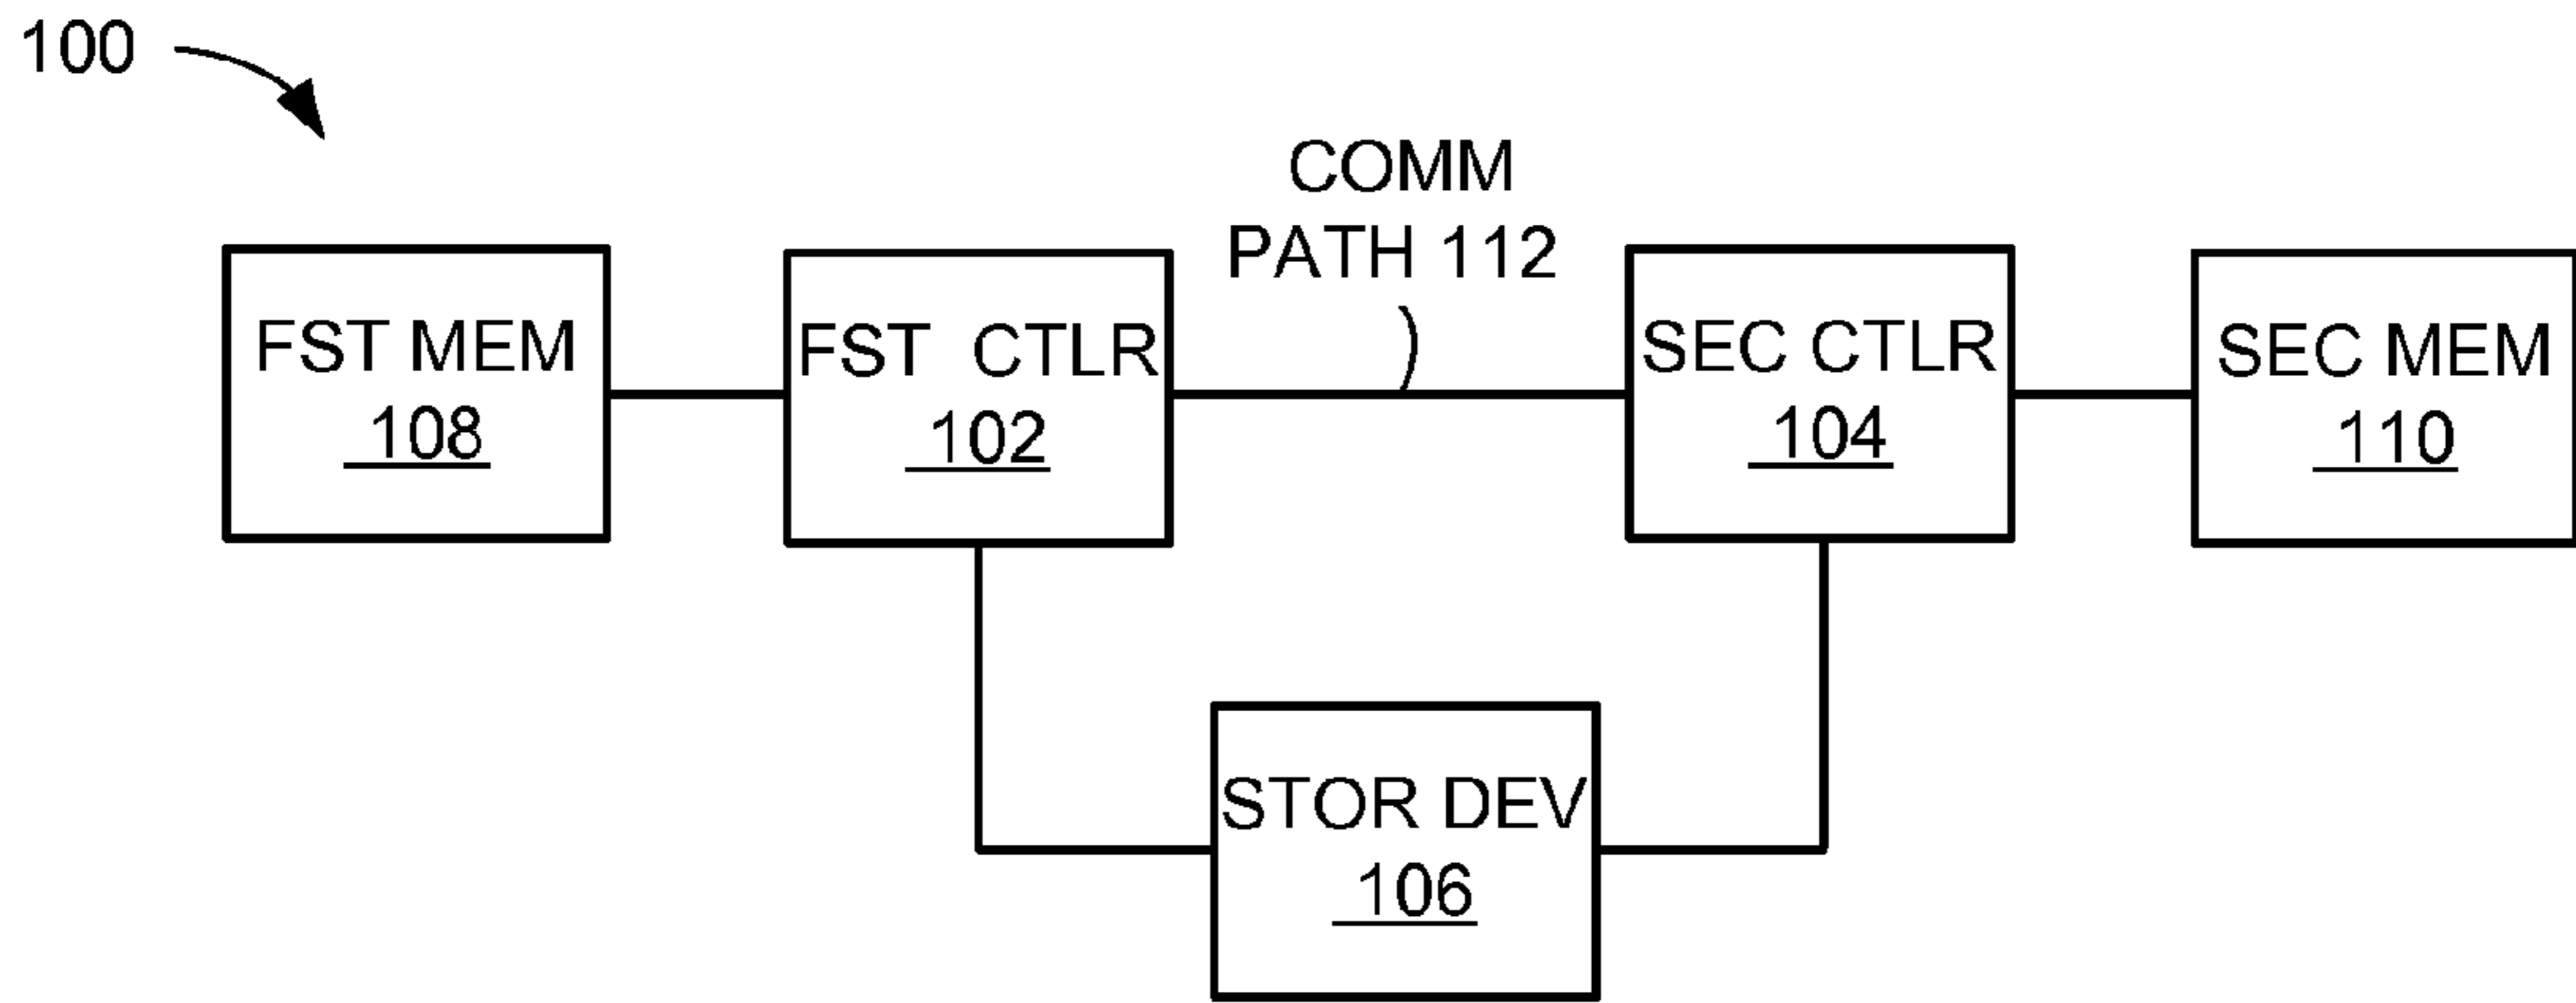 100
COMM
PATH 112
FST MEM
108
FST CTLR
102
SEC CTLR
104
SEC MEM
110
STOR DEV
106